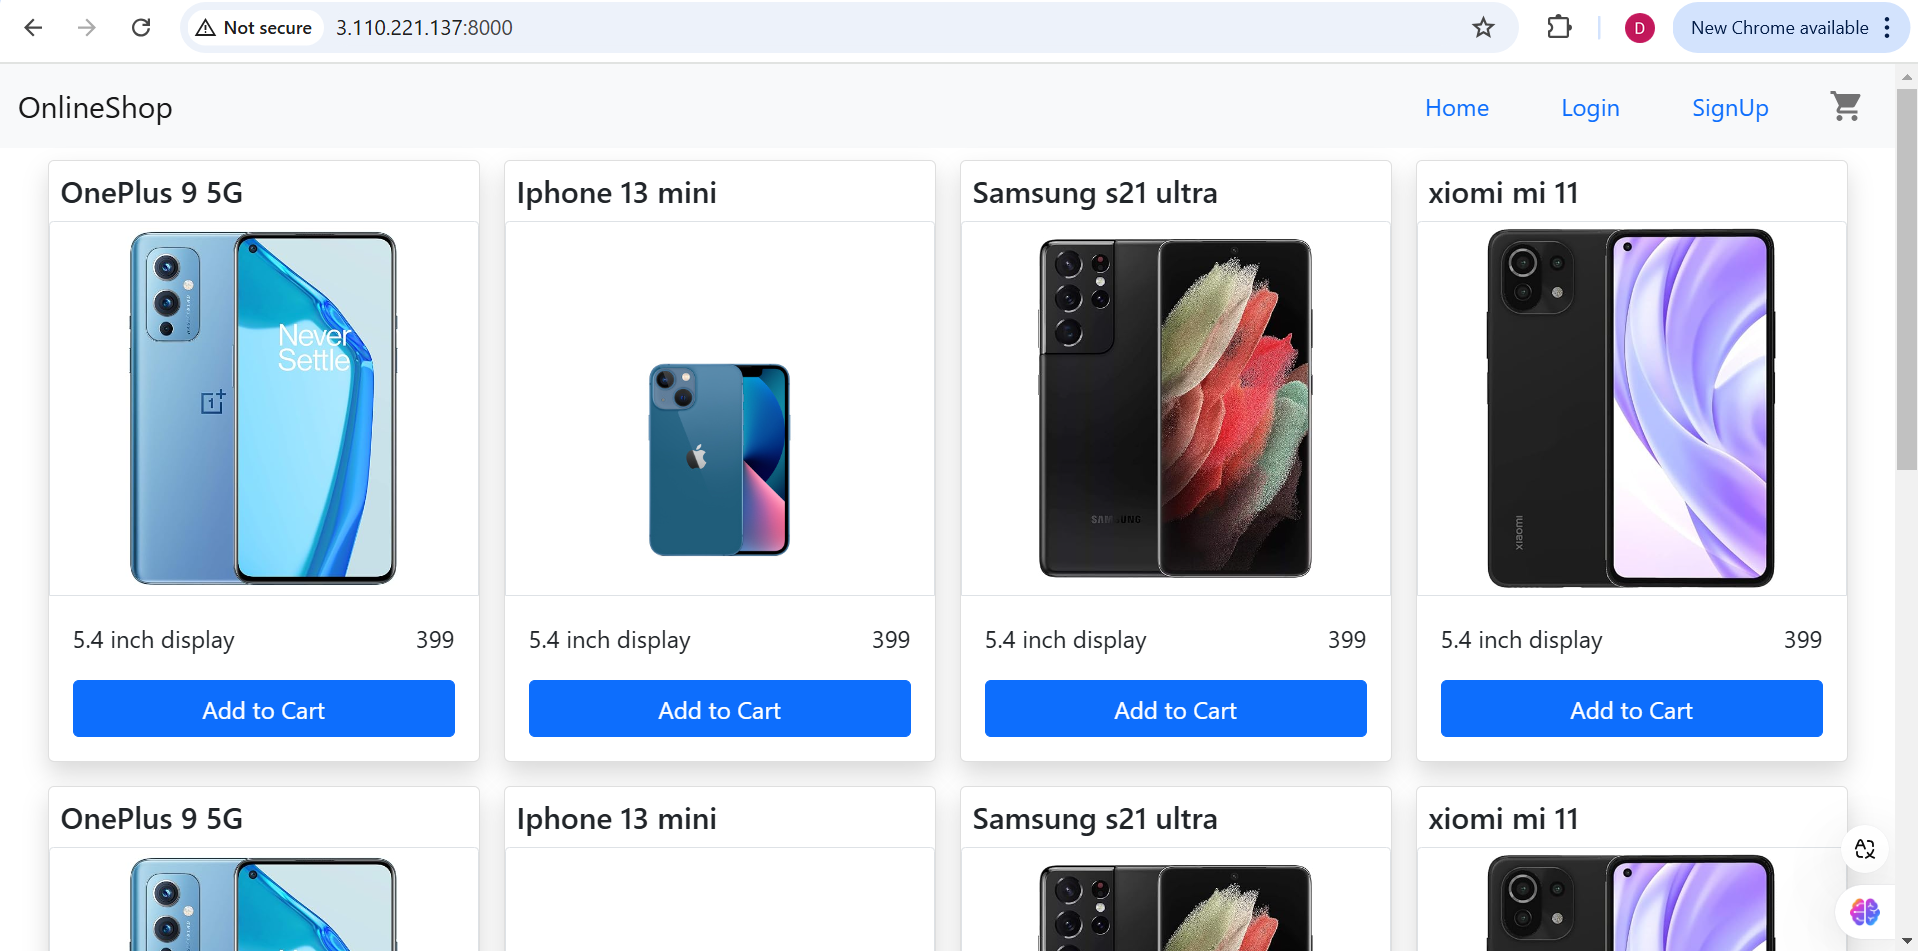 Not secure 3.110.221.137:8000 D New Chrome available
OnlineShop Home Login SignUp
OnePlus 9 5G Iphone 13 mini Samsung s21 ultra xiomi mi 11
Never
Settle
SAMSUNG
xiaomi
5.4 inch display 399 5.4 inch display 399 5.4 inch display 399 5.4 inch display 399
Add to Cart Add to Cart Add to Cart Add to Cart
OnePlus 9 5G Iphone 13 mini Samsung s21 ultra xiomi mi 11